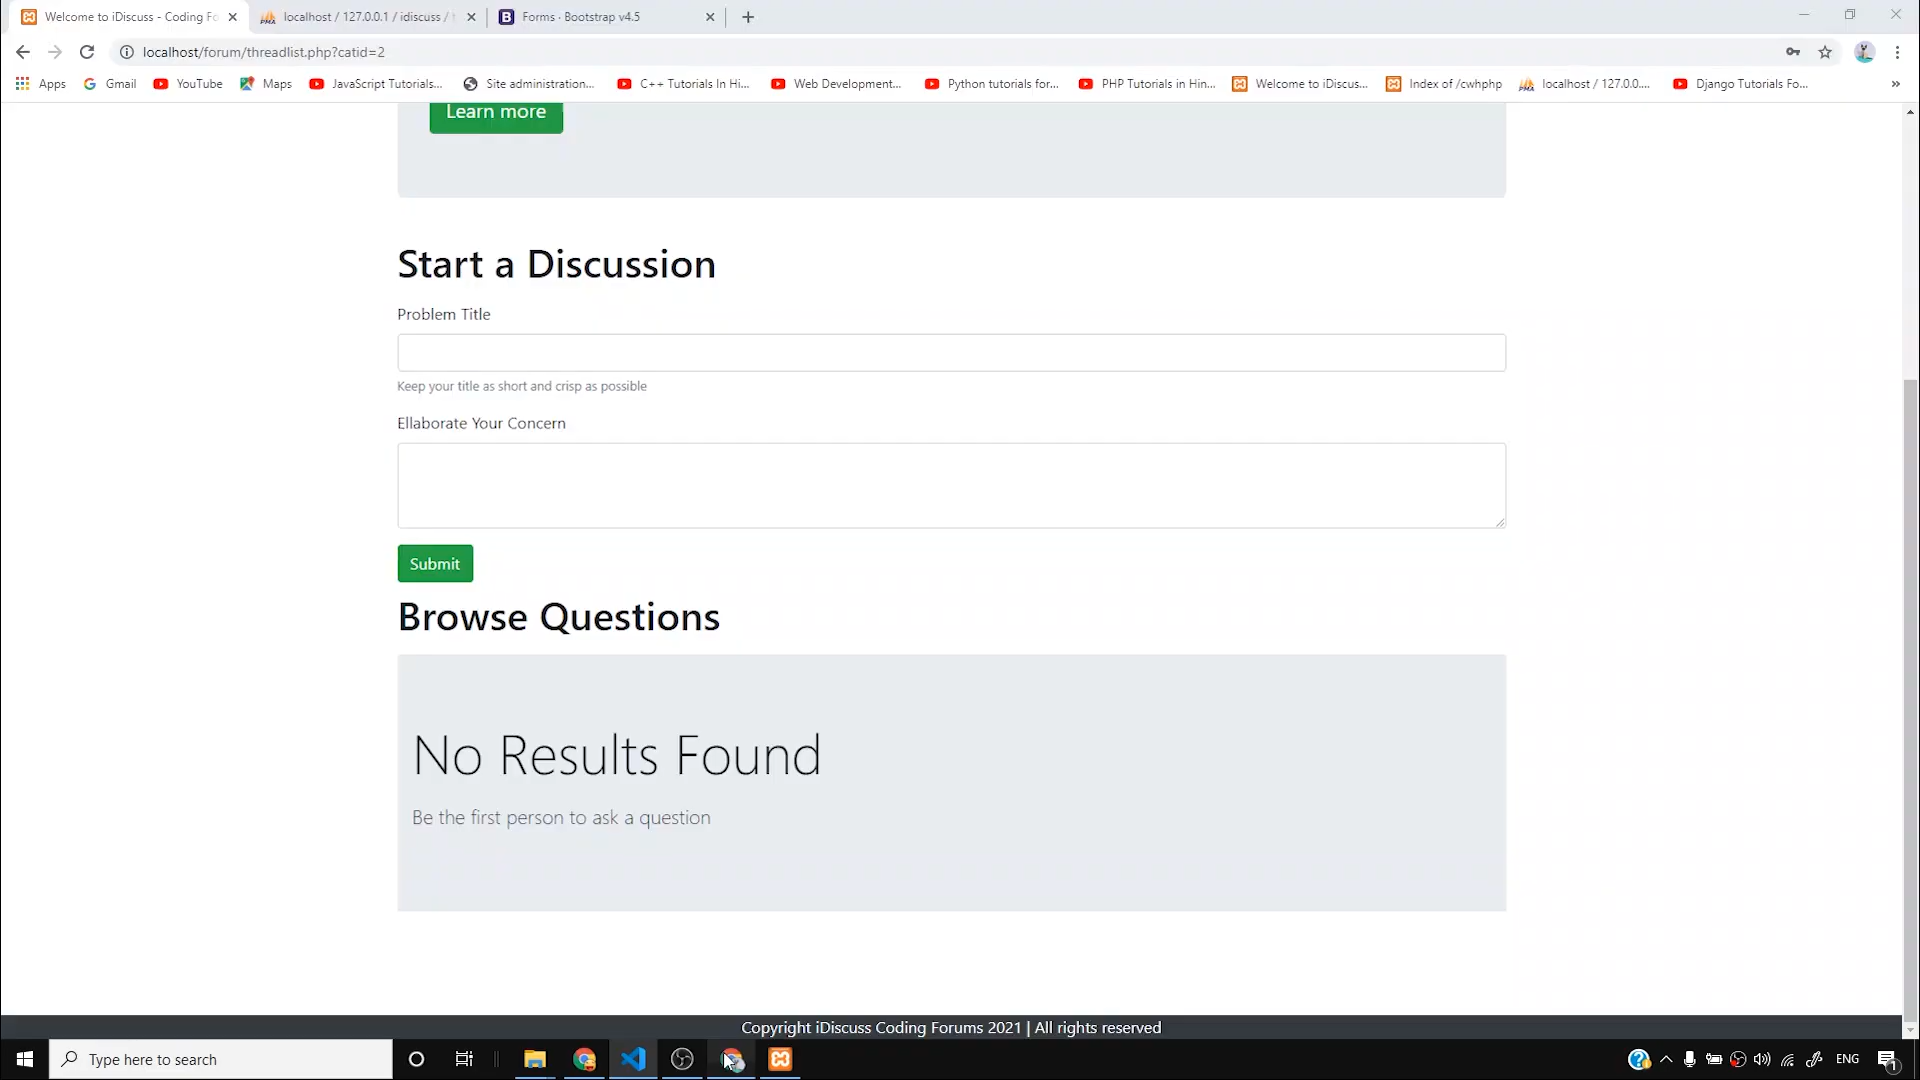 Welcome to iDiscuss - Coding Fo
localhost / 127.0.0.1 / idiscuss /
Forms · Bootstrap v4.5
localhost/forum/threadlist.php?catid=2
Apps
Gmail
YouTube
Maps
JavaScript Tutorials...
Site administration...
C++ Tutorials In Hi...
Web Development...
Python tutorials for...
PHP Tutorials in Hin...
Welcome to iDiscus...
Index of /cwhphp
localhost / 127.0.0....
Django Tutorials Fo...
»
Learn more
Start a Discussion
Problem Title
Keep your title as short and crisp as possible
Ellaborate Your Concern
Submit
Browse Questions
No Results Found
Be the first person to ask a question
Copyright iDiscuss Coding Forums 2021 | All rights reserved
Type here to search
ENG
1